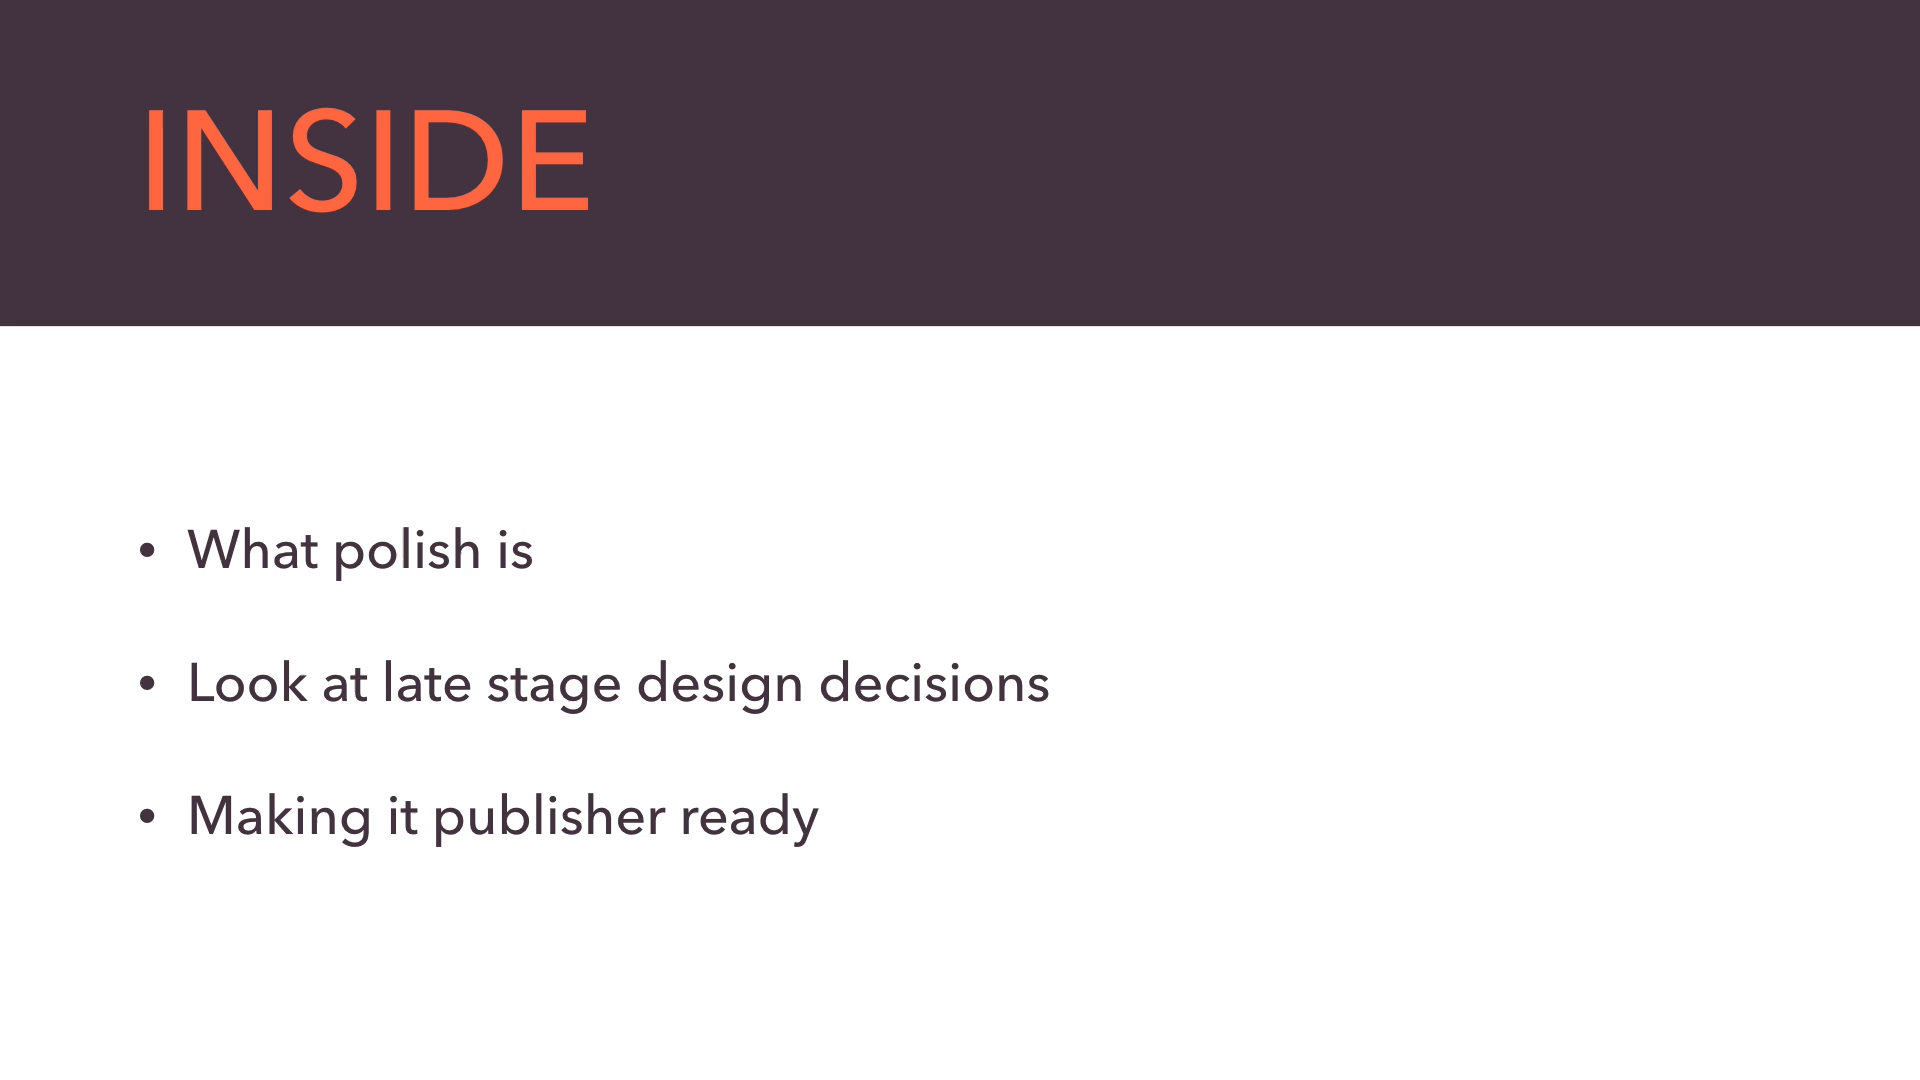 INSIDE
• What polish is
• Look at late stage design decisions
• Making it publisher ready